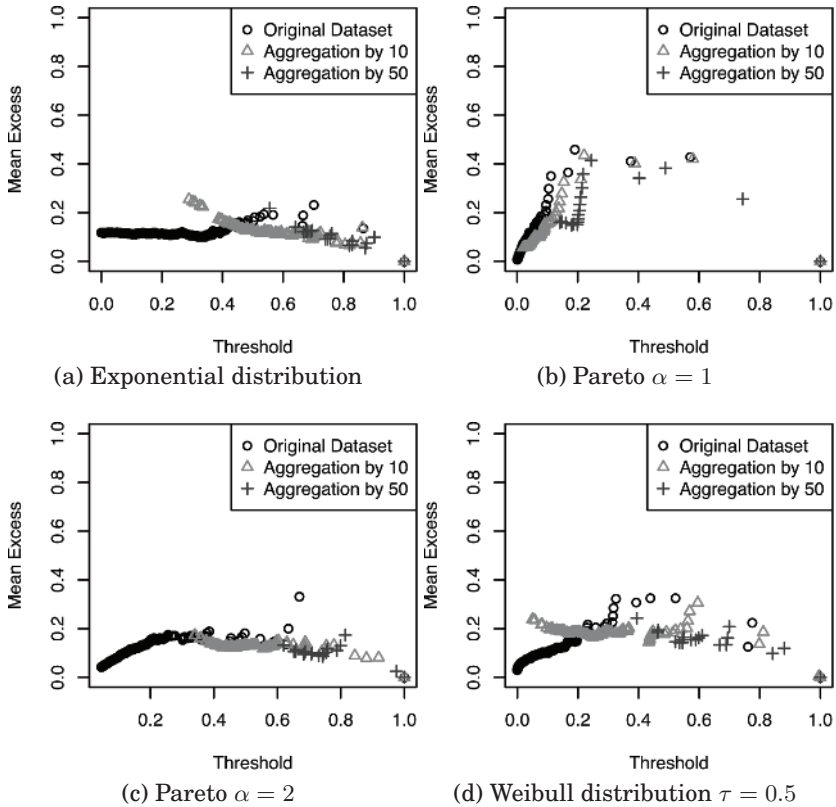 Original Dataset
Aggregation by 10
Aggregation by 50
Mean Excess
0.0 0.2 0.4 0.6 0.8 1.0
0.0 0.2 0.4 0.6 0.8 1.0
Threshold
(a) Exponential distribution
Original Dataset
Aggregation by 10
Aggregation by 50
Mean Excess
0.0 0.2 0.4 0.6 0.8 1.0
0.0 0.2 0.4 0.6 0.8 1.0
Threshold
(b) Pareto α = 1
Original Dataset
Aggregation by 10
Aggregation by 50
Mean Excess
0.0 0.2 0.4 0.6 0.8 1.0
0.2 0.4 0.6 0.8 1.0
Threshold
(c) Pareto α = 2
Original Dataset
Aggregation by 10
Aggregation by 50
Mean Excess
0.0 0.2 0.4 0.6 0.8 1.0
0.0 0.2 0.4 0.6 0.8 1.0
Threshold
(d) Weibull distribution τ = 0.5